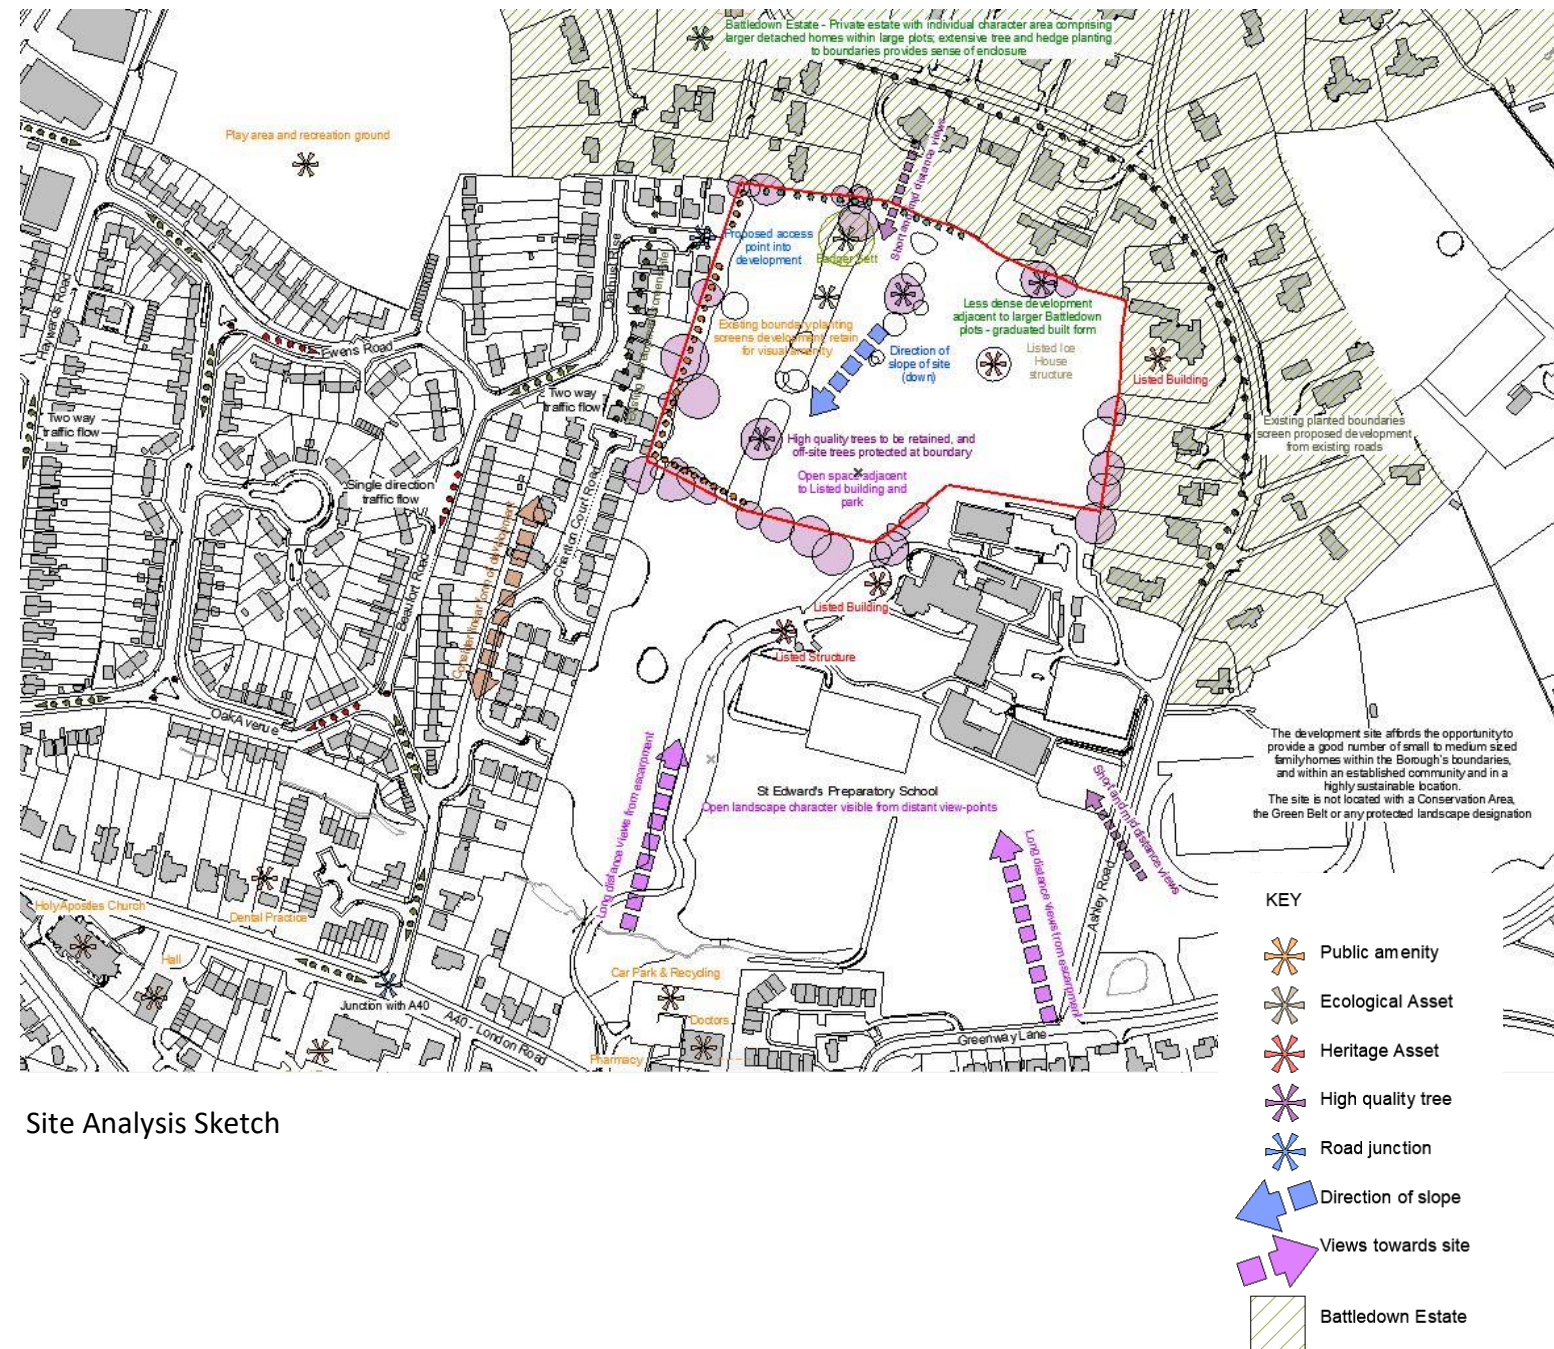 Battledown Estate - Private estate with individual character area comprising
larger detached homes within large plots; extensive tree and hedge planting
to boundaries provides sense of enclosure
Play area and recreation ground
Short and mid distance views
Proposed access
point into
development
Badger Sett
Oakhurst Rise
Haywards Road
Ewens Road
Existing boundary planting
screens development, retain
for visual amenity
Less dense development
adjacent to larger Battledown
plots - graduated built form
Direction of
slope of site
(down)
Listed Ice
House
structure
Listed Building
Two way
traffic flow
Two way
traffic flow
Existing planted boundaries
screen proposed development
from existing roads
High quality trees to be retained, and
off-site trees protected at boundary
Open space adjacent
to Listed building and
park
Single direction
traffic flow
Charlton Court Road
Beaufort Road
Consider linear form of development
Listed Building
Listed Structure
Oak Avenue
The development site affords the opportunity to
provide a good number of small to medium sized
family homes within the Borough's boundaries,
and within an established community and in a
highly sustainable location.
The site is not located with a Conservation Area,
the Green Belt or any protected landscape designation
Long distance views from escarpment
St Edward's Preparatory School
Open landscape character visible from distant view-points
Short and mid distance views
Long distance views from escarpment
Ashley Road
Holy Apostles Church
Dental Practice
Hall
Car Park & Recycling
Junction with A40
A40 - London Road
Doctors
Pharmacy
Greenway Lane
KEY
Public amenity
Ecological Asset
Heritage Asset
High quality tree
Road junction
Direction of slope
Views towards site
Battledown Estate
Site Analysis Sketch